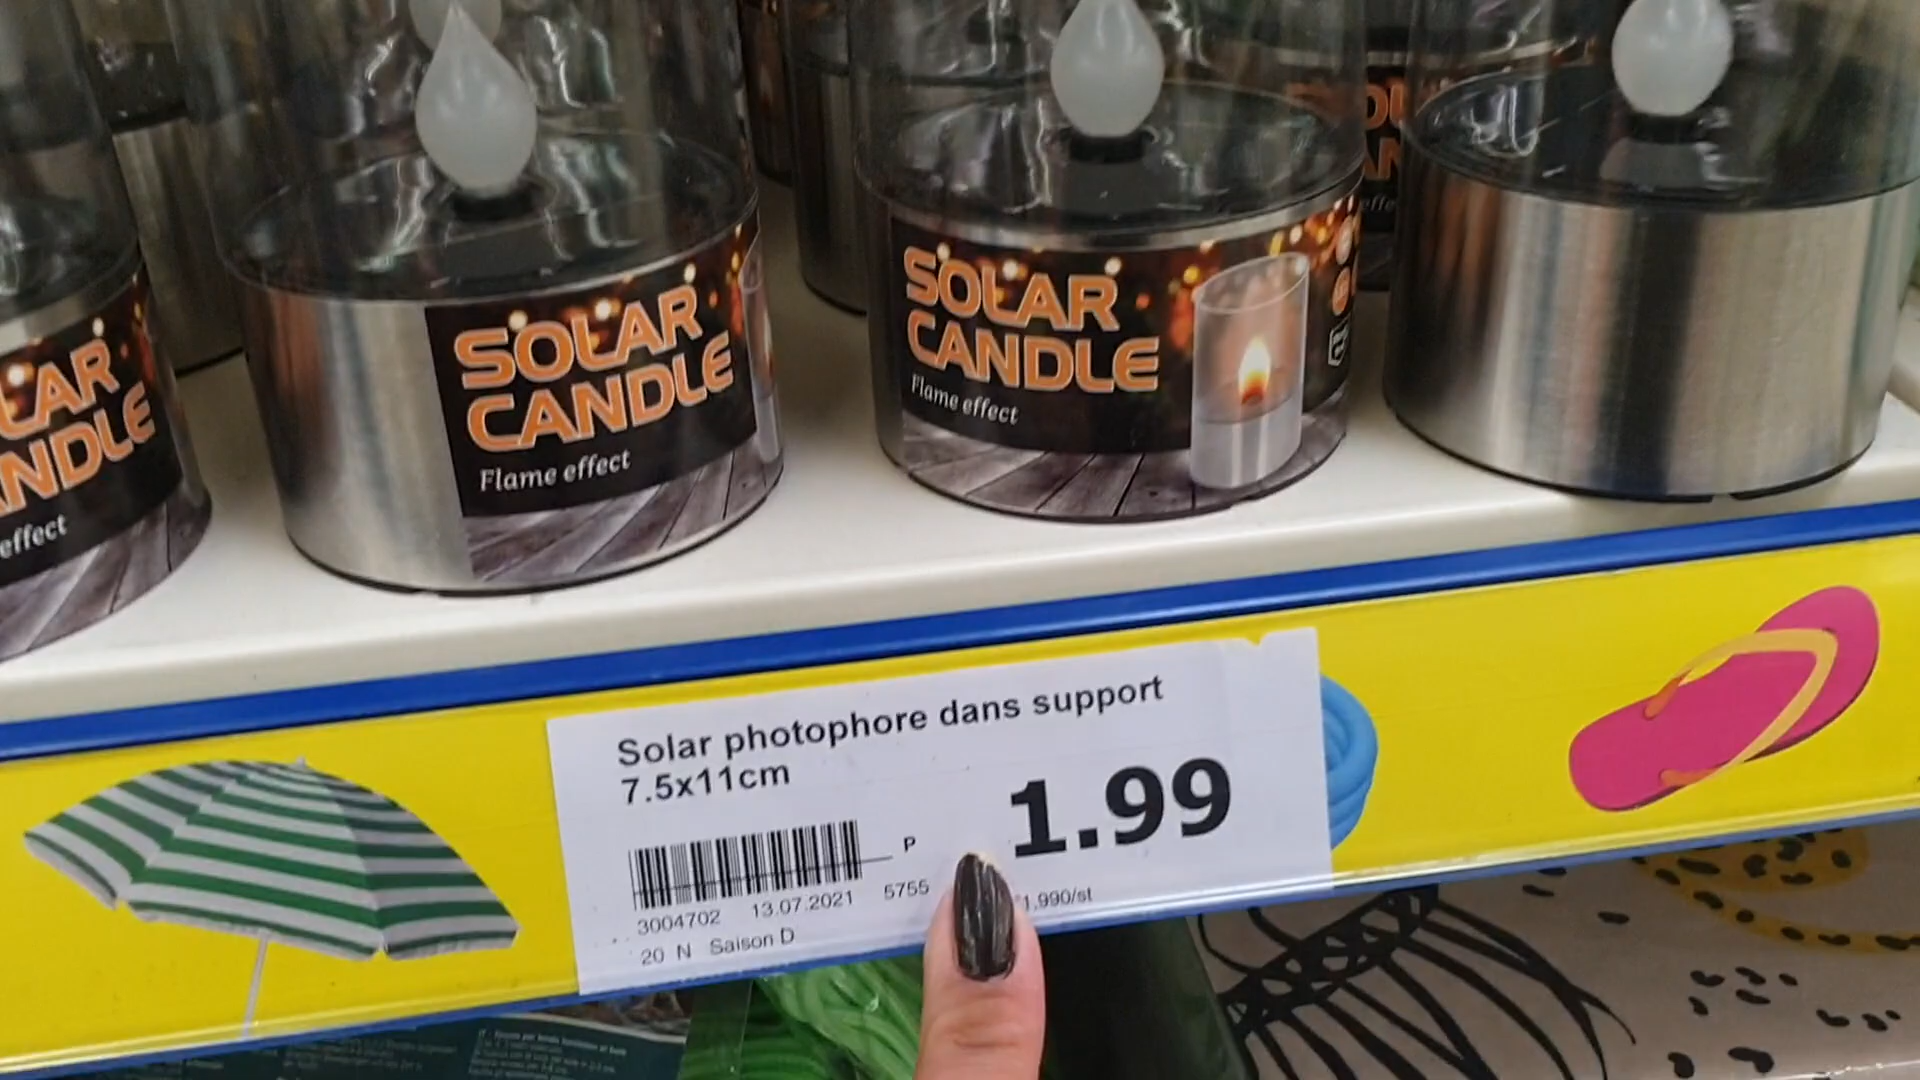 SOLAR
CANDLE
Flame effect
SOLAR
CANDLE
Flame effect
LAR
NDLE
effect
Solar photophore dans support
7.5x11cm
1.99
P
3004702 13.07.2021 5755
1,990/st
20 N Saison D